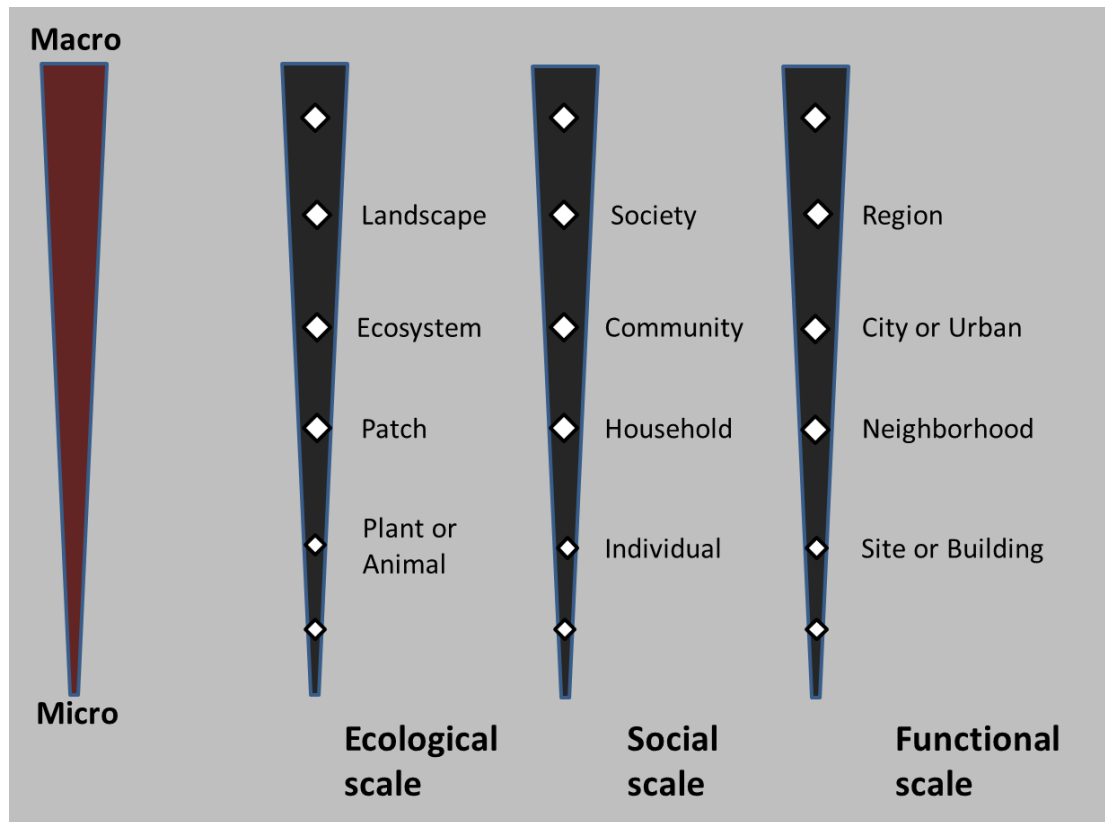 Macro
Landscape
Society
Region
Ecosystem
Community
City or Urban
Patch
Household
Neighborhood
Plant or
Animal
Individual
Site or Building
Micro
Ecological
scale
Social
scale
Functional
scale